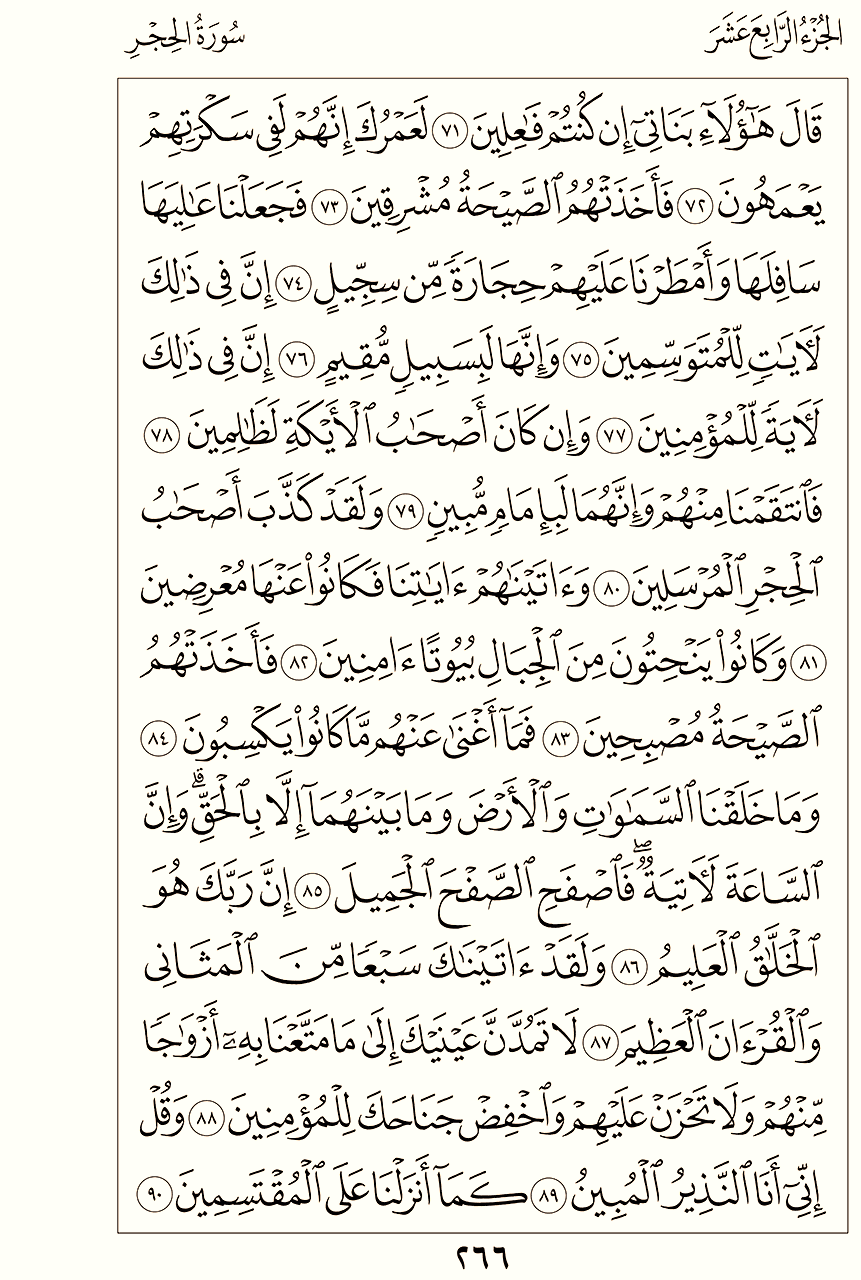 الجُزْءُ الرَّابِعَ عَشَرَ
سُورَةُ الحِجْرِ
قَالَ هَٰٓؤُلَآءِ بَنَاتِىٓ إِن كُنتُمْ فَٰعِلِينَ ٧١ لَعَمْرُكَ إِنَّهُمْ لَفِى سَكْرَتِهِمْ
يَعْمَهُونَ ٧٢ فَأَخَذَتْهُمُ ٱلصَّيْحَةُ مُشْرِقِينَ ٧٣ فَجَعَلْنَا عَٰلِيَهَا
سَافِلَهَا وَأَمْطَرْنَا عَلَيْهِمْ حِجَارَةً مِّن سِجِّيلٍ ٧٤ إِنَّ فِى ذَٰلِكَ
لَءَايَٰتٍ لِّلْمُتَوَسِّمِينَ ٧٥ وَإِنَّهَا لَبِسَبِيلٍ مُّقِيمٍ ٧٦ إِنَّ فِى ذَٰلِكَ
لَءَايَةً لِّلْمُؤْمِنِينَ ٧٧ وَإِن كَانَ أَصْحَٰبُ ٱلْأَيْكَةِ لَظَٰلِمِينَ ٧٨
فَٱنتَقَمْنَا مِنْهُمْ وَإِنَّهُمَا لَبِإِمَامٍ مُّبِينٍ ٧٩ وَلَقَدْ كَذَّبَ أَصْحَٰبُ
ٱلْحِجْرِ ٱلْمُرْسَلِينَ ٨٠ وَءَاتَيْنَٰهُمْ ءَايَٰتِنَا فَكَانُوا۟ عَنْهَا مُعْرِضِينَ
٨١ وَكَانُوا۟ يَنْحِتُونَ مِنَ ٱلْجِبَالِ بُيُوتًا ءَامِنِينَ ٨٢ فَأَخَذَتْهُمُ
ٱلصَّيْحَةُ مُصْبِحِينَ ٨٣ فَمَآ أَغْنَىٰ عَنْهُم مَّا كَانُوا۟ يَكْسِبُونَ ٨٤
وَمَا خَلَقْنَا ٱلسَّمَٰوَٰتِ وَٱلْأَرْضَ وَمَا بَيْنَهُمَآ إِلَّا بِٱلْحَقِّ ۗ وَإِنَّ
ٱلسَّاعَةَ لَءَاتِيَةٌ ۖ فَٱصْفَحِ ٱلصَّفْحَ ٱلْجَمِيلَ ٨٥ إِنَّ رَبَّكَ هُوَ
ٱلْخَلَّٰقُ ٱلْعَلِيمُ ٨٦ وَلَقَدْ ءَاتَيْنَٰكَ سَبْعًا مِّنَ ٱلْمَثَانِى
وَٱلْقُرْءَانَ ٱلْعَظِيمَ ٨٧ لَا تَمُدَّنَّ عَيْنَيْكَ إِلَىٰ مَا مَتَّعْنَا بِهِۦٓ أَزْوَٰجًا
مِّنْهُمْ وَلَا تَحْزَنْ عَلَيْهِمْ وَٱخْفِضْ جَنَاحَكَ لِلْمُؤْمِنِينَ ٨٨ وَقُلْ
إِنِّىٓ أَنَا ٱلنَّذِيرُ ٱلْمُبِينُ ٨٩ كَمَآ أَنزَلْنَا عَلَى ٱلْمُقْتَسِمِينَ ٩٠
٢٦٦